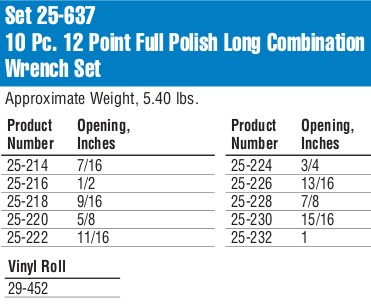 Set 25-637
10 Pc. 12 Point Full Polish Long Combination
Wrench Set
Approximate Weight, 5.40 lbs.
Product Number Opening, Inches
25-214 7/16
25-216 1/2
25-218 9/16
25-220 5/8
25-222 11/16
Product Number Opening, Inches
25-224 3/4
25-226 13/16
25-228 7/8
25-230 15/16
25-232 1
Vinyl Roll
29-452